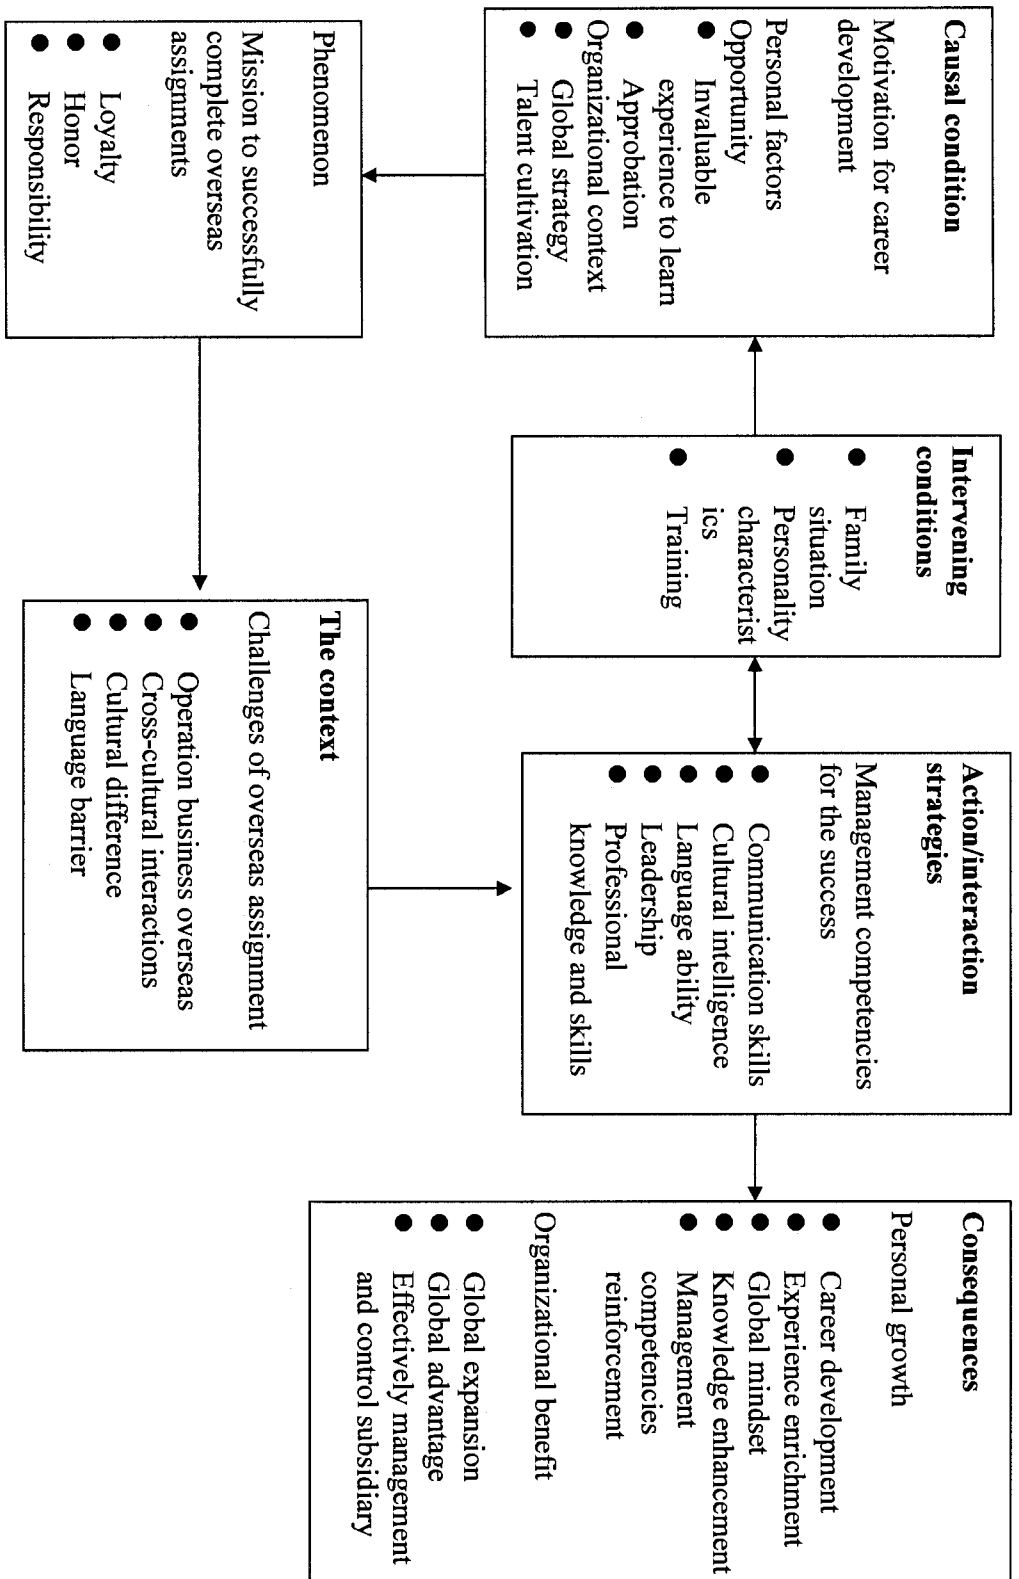 Causal condition
Motivation for career
development
Personal factors
Opportunity
● Invaluable
experience to learn
● Approbation
Organizational context
● Global strategy
● Talent cultivation
Intervening
conditions
● Family
situation
● Personality
characterist
ics
● Training
Action/interaction
strategies
Management competencies
for the success
● Communication skills
● Cultural intelligence
● Language ability
● Leadership
● Professional
knowledge and skills
Consequences
Personal growth
● Career development
● Experience enrichment
● Global mindset
● Knowledge enhancement
● Management
competencies
reinforcement
Organizational benefit
● Global expansion
● Global advantage
● Effectively management
and control subsidiary
Phenomenon
Mission to successfully
complete overseas
assignments
● Loyalty
● Honor
● Responsibility
The context
Challenges of overseas assignment
● Operation business overseas
● Cross-cultural interactions
● Cultural difference
● Language barrier